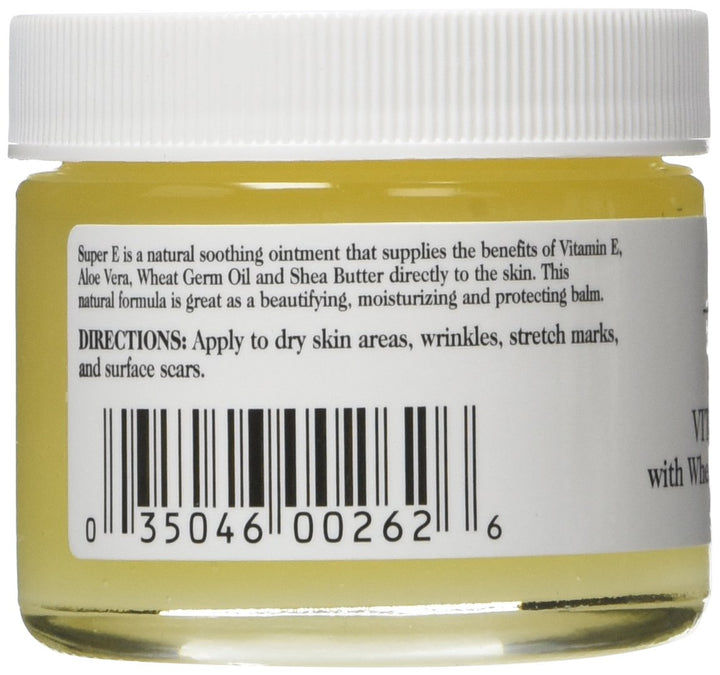 Super E is a natural soothing ointment that supplies the benefits of Vitamin E,
Aloe Vera, Wheat Germ Oil and Shea Butter directly to the skin. This
natural formula is great as a beautifying, moisturizing and protecting balm.
DIRECTIONS: Apply to dry skin areas, wrinkles, stretch marks,
and surface scars.
0 35046 00262 6
with